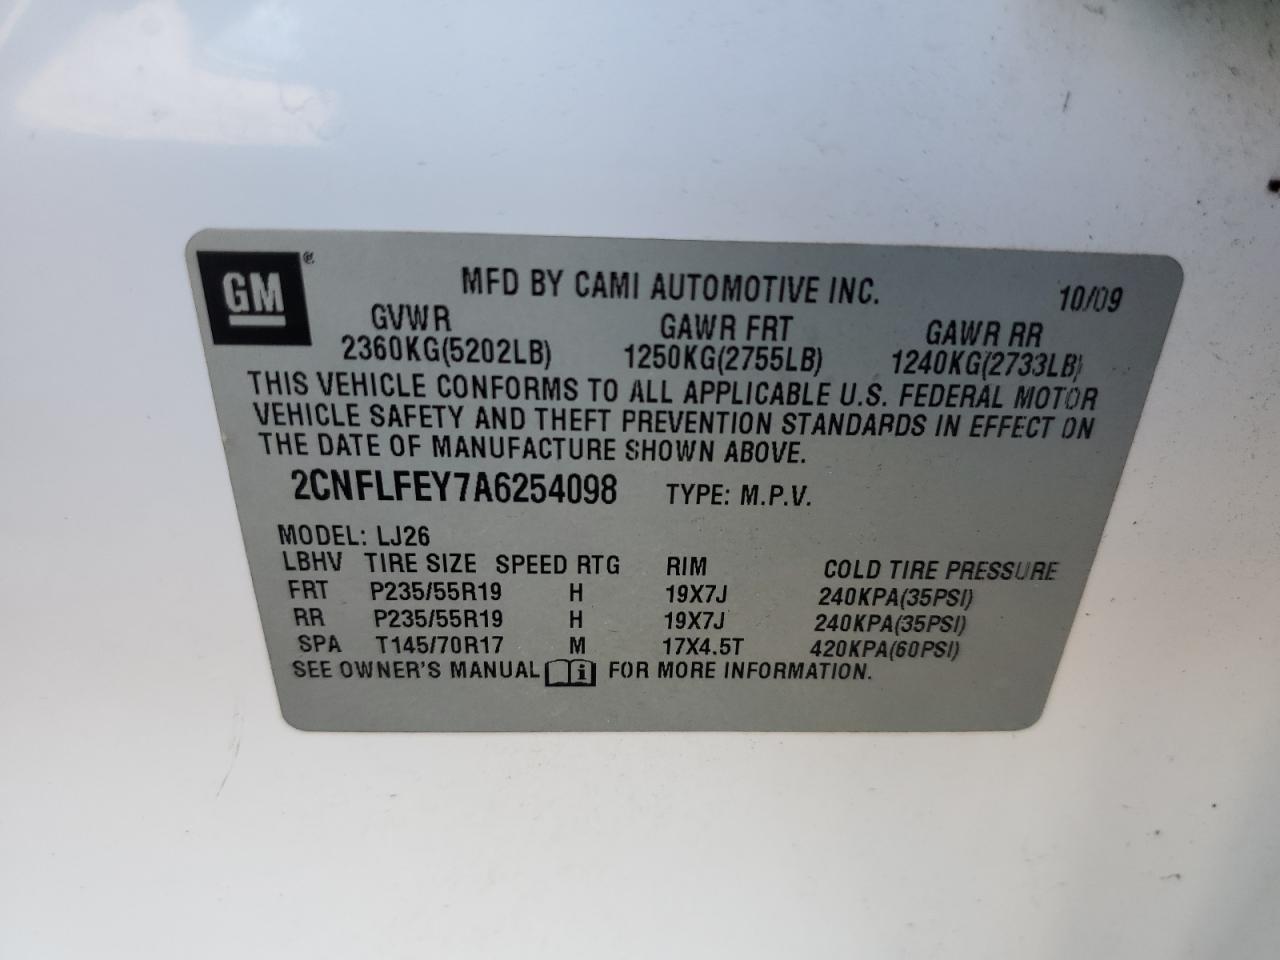 GM®
MFD BY CAMI AUTOMOTIVE INC. 10/09
GVWR GAWR FRT GAWR RR
2360KG(5202LB) 1250KG(2755LB) 1240KG(2733LB)
THIS VEHICLE CONFORMS TO ALL APPLICABLE U.S. FEDERAL MOTOR
VEHICLE SAFETY AND THEFT PREVENTION STANDARDS IN EFFECT ON
THE DATE OF MANUFACTURE SHOWN ABOVE.
2CNFLFEY7A6254098 TYPE: M.P.V.
MODEL: LJ26
LBHV TIRE SIZE SPEED RTG RIM COLD TIRE PRESSURE
FRT P235/55R19 H 19X7J 240KPA(35PSI)
RR P235/55R19 H 19X7J 240KPA(35PSI)
SPA T145/70R17 M 17X4.5T 420KPA(60PSI)
SEE OWNER'S MANUAL i FOR MORE INFORMATION.